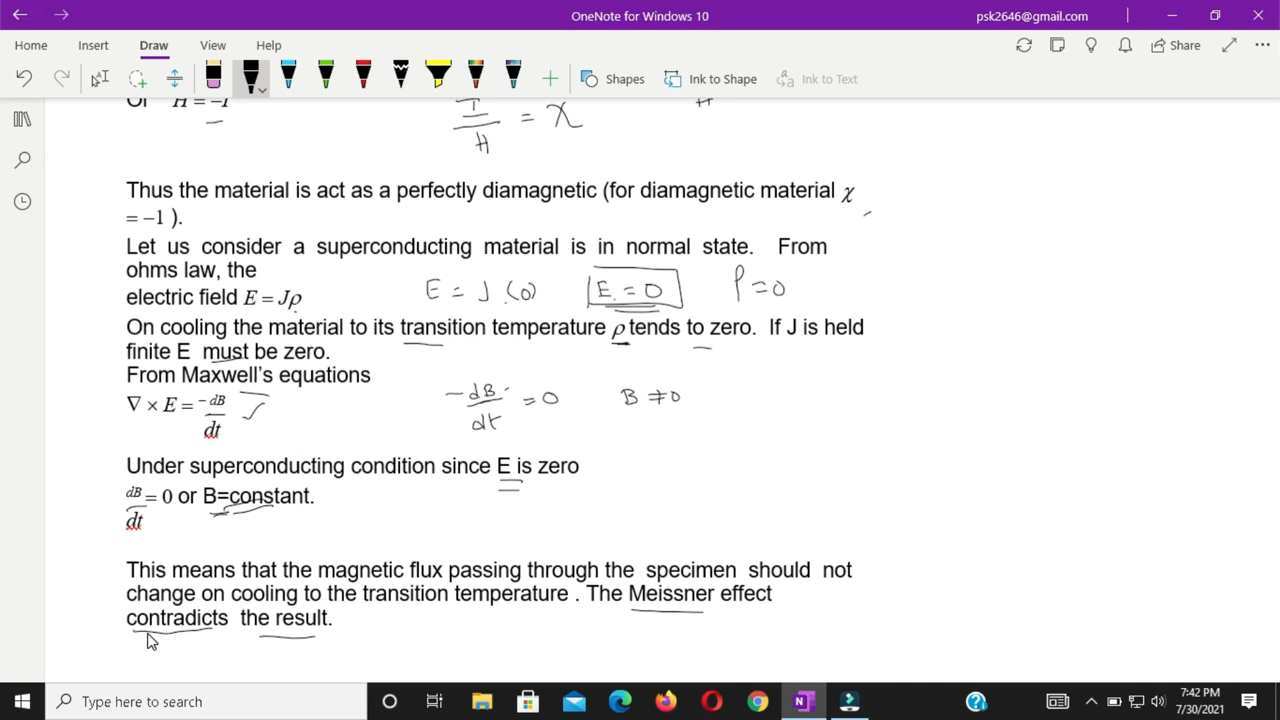 OneNote for Windows 10
psk2646@gmail.com
Home Insert Draw View Help
Share
Shapes Ink to Shape Ink to Text
Or H = -I
I/H = χ
H
Thus the material is act as a perfectly diamagnetic (for diamagnetic material χ
= -1 ).
Let us consider a superconducting material is in normal state. From
ohms law, the
electric field E = Jρ
E = J (0) E = 0 ρ = 0
On cooling the material to its transition temperature ρ tends to zero. If J is held
finite E must be zero.
From Maxwell's equations
∇ × E = -dB/dt
-dB/dt = 0 B ≠ 0
Under superconducting condition since E is zero
dB/dt = 0 or B=constant.
This means that the magnetic flux passing through the specimen should not
change on cooling to the transition temperature . The Meissner effect
contradicts the result.
Type here to search
7:42 PM
7/30/2021